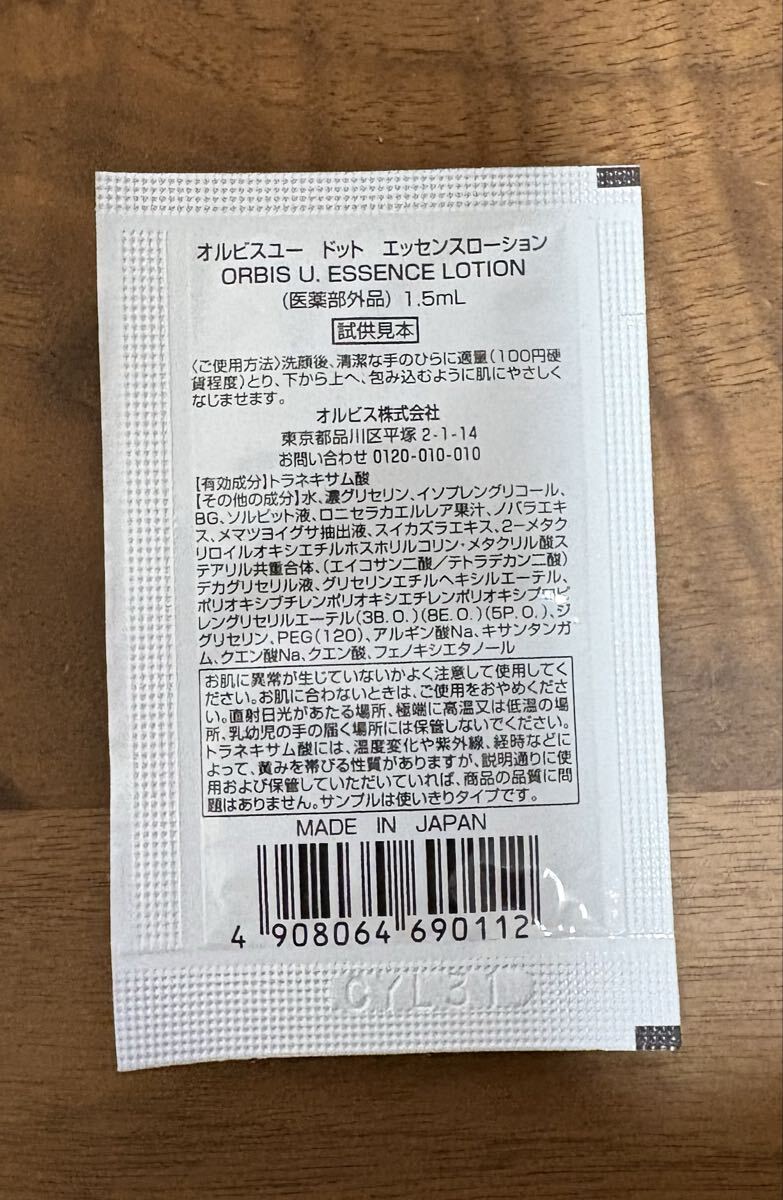 オルビスユー ドット エッセンスローション
ORBIS U. ESSENCE LOTION
(医薬部外品) 1.5mL
試供見本
〈ご使用方法〉洗顔後、清潔な手のひらに適量(100円硬
貨程度)とり、下から上へ、包み込むように肌にやさしく
なじませます。
オルビス株式会社
東京都品川区平塚 2-1-14
お問い合わせ 0120-010-010
【有効成分】トラネキサム酸
【その他の成分】水、濃グリセリン、イソプレングリコール、
BG、ソルビット液、ロニセラカエルレア果汁、ノバラエキ
ス、メマツヨイグサ抽出液、スイカズラエキス、2-メタク
リロイルオキシエチルホスホリルコリン・メタクリル酸ス
テアリル共重合体、(エイコサン二酸/テトラデカン二酸)
デカグリセリル液、グリセリンエチルヘキシルエーテル、
ポリオキシブチレンポリオキシエチレンポリオキシプロピ
レングリセリルエーテル(3B.O.)(8E.O.)(5P.O.)、ジ
グリセリン、PEG(120)、アルギン酸Na、キサンタンガ
ム、クエン酸Na、クエン酸、フェノキシエタノール
お肌に異常が生じていないかよく注意して使用してく
ださい。お肌に合わないときは、ご使用をおやめくださ
い。直射日光があたる場所、極端に高温又は低温の場
所、乳幼児の手の届く場所には保管しないでください。
トラネキサム酸には、温度変化や紫外線、経時などに
よって、黄みを帯びる性質がありますが、説明通りに使
用および保管していただいていれば、商品の品質に問
題はありません。サンプルは使いきりタイプです。
MADE IN JAPAN
4 908064 690112
CYL31